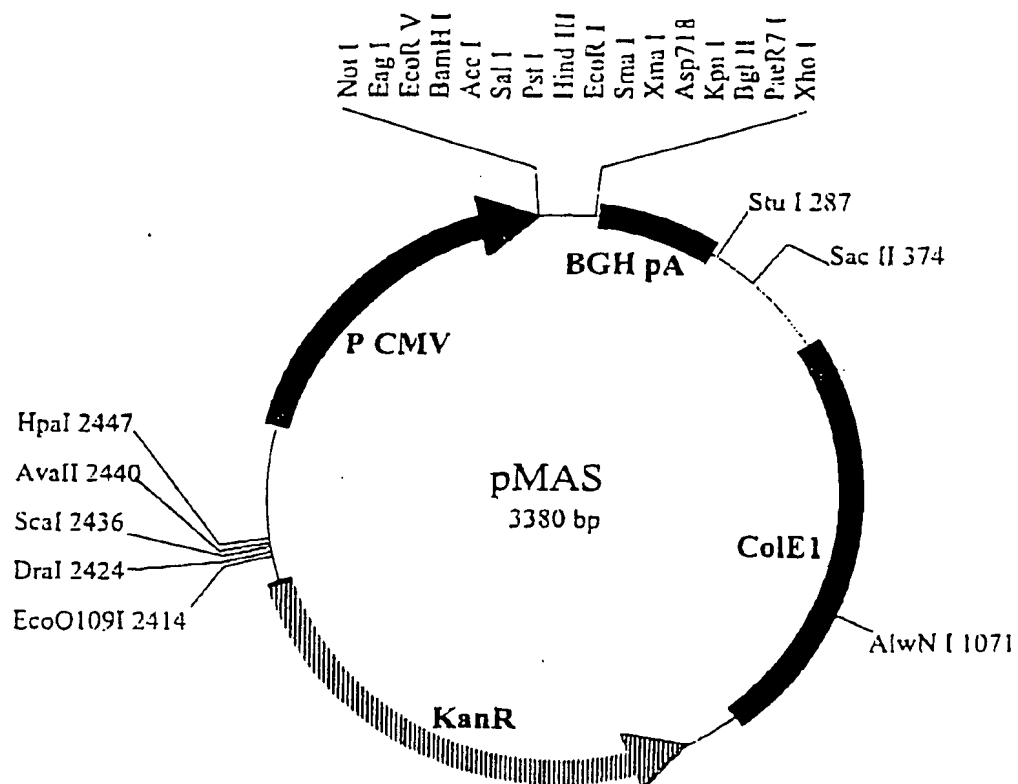 Not I
Eag I
EcoR V
BamH I
Acc I
Sal I
Pst I
Hind III
EcoR I
Sma I
Xma I
Asp718
Kpn I
Bgl II
PaeR7 I
Xho I
Stu I 287
Sac II 374
BGH pA
P CMV
HpaI 2447
AvaII 2440
ScaI 2436
DraI 2424
EcoO109I 2414
pMAS
3380 bp
ColE1
AlwN I 1071
KanR